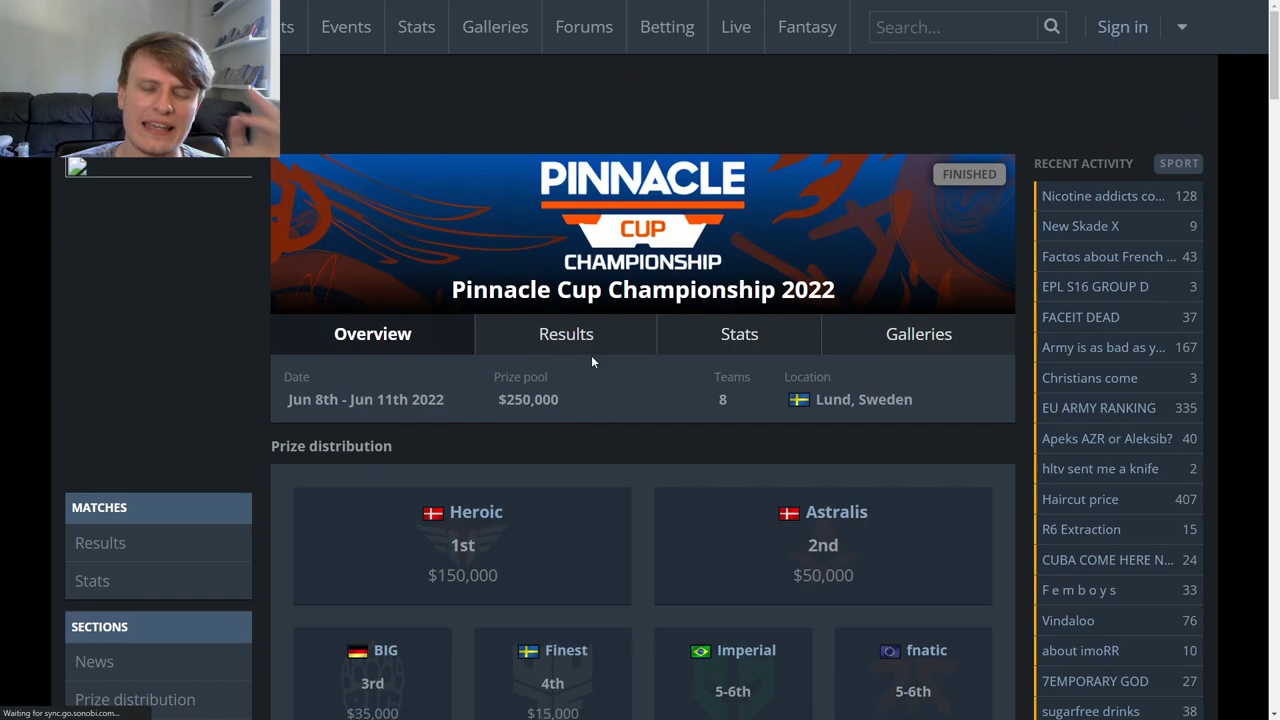 ts
Events
Stats
Galleries
Forums
Betting
Live
Fantasy
Search...
Sign in
PINNACLE
CUP
CHAMPIONSHIP
FINISHED
Pinnacle Cup Championship 2022
Overview
Results
Stats
Galleries
Date
Prize pool
Teams
Location
Jun 8th - Jun 11th 2022
$250,000
8
Lund, Sweden
Prize distribution
Heroic
1st
$150,000
Astralis
2nd
$50,000
BIG
3rd
$35,000
Finest
4th
$15,000
Imperial
5-6th
fnatic
5-6th
MATCHES
Results
Stats
SECTIONS
News
Prize distribution
Waiting for sync.go.sonobi.com...
RECENT ACTIVITY
SPORT
Nicotine addicts co... 128
New Skade X 9
Factos about French ... 43
EPL S16 GROUP D 3
FACEIT DEAD 37
Army is as bad as y... 167
Christians come 3
EU ARMY RANKING 335
Apeks AZR or Aleksib? 40
hltv sent me a knife 2
Haircut price 407
R6 Extraction 15
CUBA COME HERE N... 24
F e m b o y s 33
Vindaloo 76
about imoRR 10
7EMPORARY GOD 27
sugarfree drinks 38